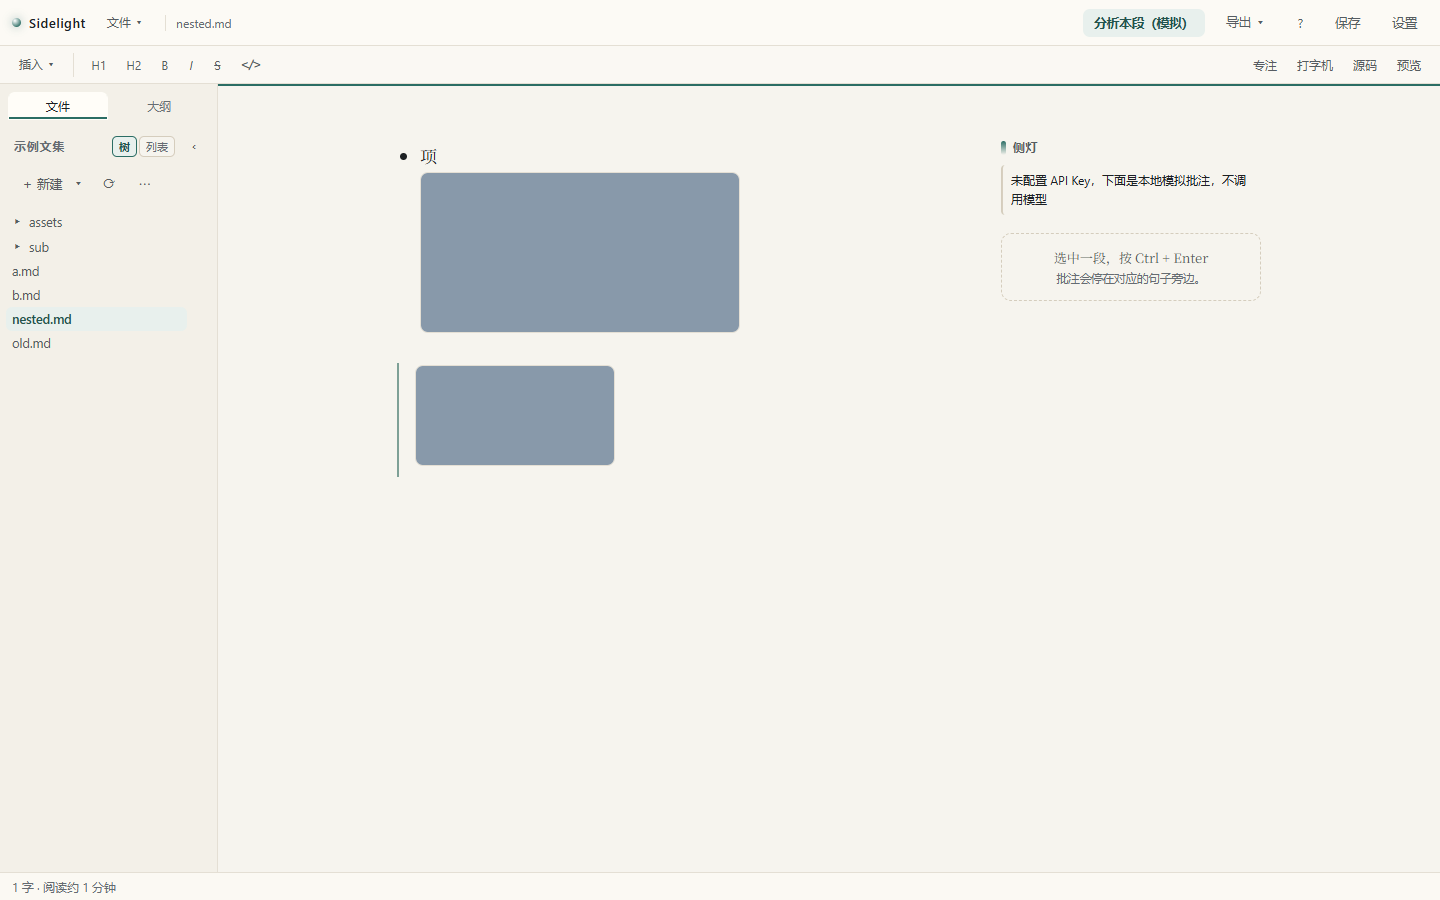 Sidelight 文件 nested.md 分析本段（模拟） 导出 ? 保存 设置
插入 H1 H2 B I S </> 专注 打字机 源码 预览
文件 大纲
示例文集 树 列表
+ 新建
assets
sub
a.md
b.md
nested.md
old.md
项
侧灯
未配置 API Key，下面是本地模拟批注，不调
用模型
选中一段，按 Ctrl + Enter
批注会停在对应的句子旁边。
1 字 · 阅读约 1 分钟